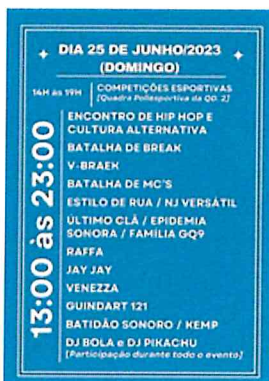 DIA 25 DE JUNHO/2023
(DOMINGO)
14H às 19H
COMPETIÇÕES ESPORTIVAS
[Quadra Poliesportiva da QD. 2]
13:00 às 23:00
ENCONTRO DE HIP HOP E
CULTURA ALTERNATIVA
BATALHA DE BREAK
V-BRAEK
BATALHA DE MC'S
ESTILO DE RUA / NJ VERSÁTIL
ÚLTIMO CLÃ / EPIDEMIA
SONORA / FAMÍLIA GQ9
RAFFA
JAY JAY
VENEZZA
GUINDART 121
BATIDÃO SONORO / KEMP
DJ BOLA e DJ PIKACHU
[Participação durante todo o evento]